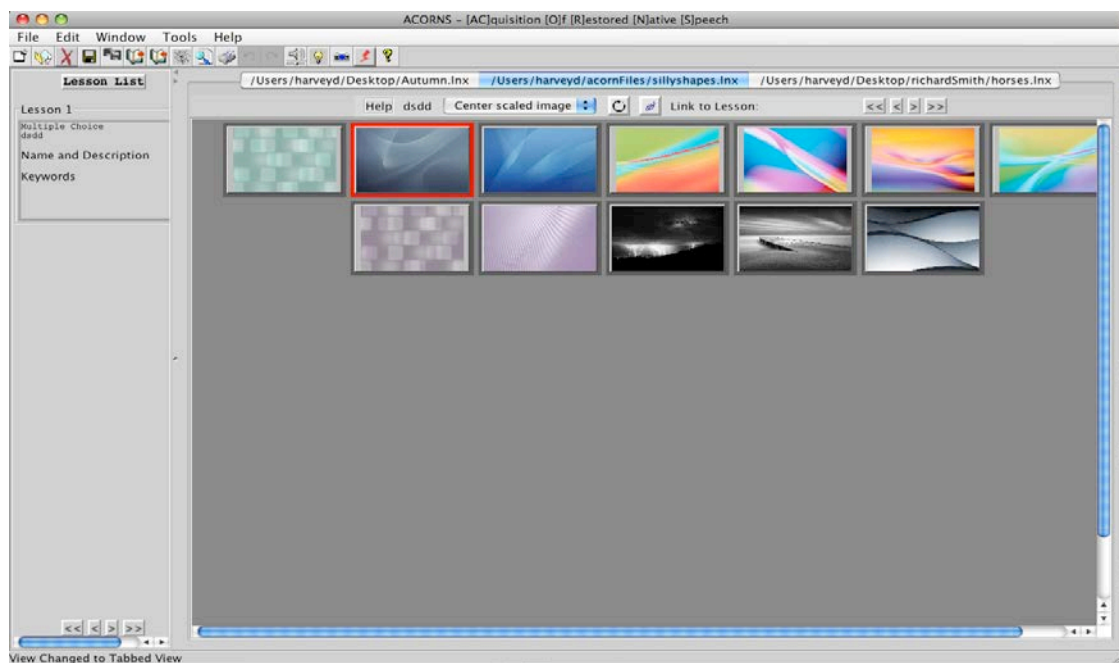 ACORNS - [AC]quisition [O]f [R]estored [N]ative [S]peech
File Edit Window Tools Help
Lesson List
/Users/harveyd/Desktop/Autumn.lnx /Users/harveyd/acornFiles/sillyshapes.lnx /Users/harveyd/Desktop/richardSmith/horses.lnx
Help dsdd Center scaled image Link to Lesson: << < > >>
Lesson 1
Multiple Choice
dsdd
Name and Description
Keywords
<< < > >>
View Changed to Tabbed View